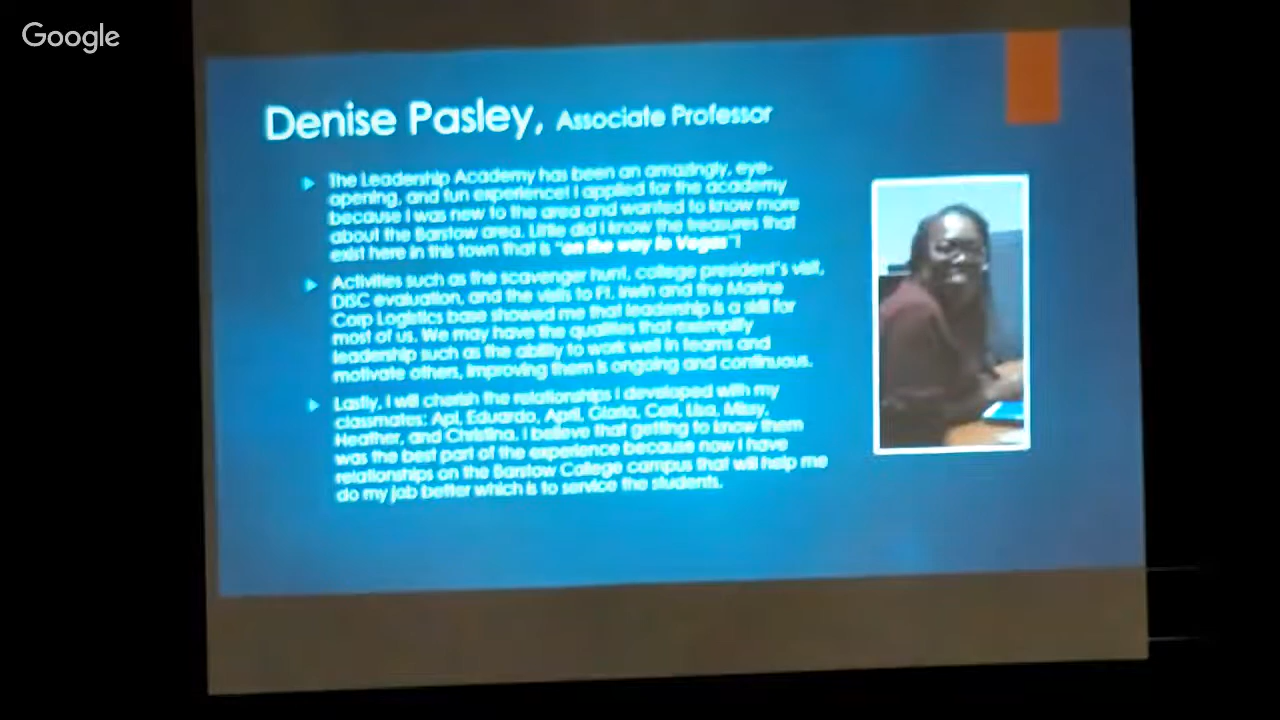 Google
Denise Pasley, Associate Professor
The Leadership Academy has been an amazingly, eye-
opening, and fun experience! I applied for the academy
because I was new to the area and wanted to know more
about the Barstow area. Little did I know the treasures that
exist here in this town that is "on the way to Vegas"!
Activities such as the scavenger hunt, college president's visit,
DISC evaluation, and the visits to Ft. Irwin and the Marine
Corp Logistics base showed me that leadership is a skill for
most of us. We may have the qualities that exemplify
leadership such as the ability to work well in teams and
motivate others, improving them is ongoing and continuous.
Lastly, I will cherish the relationships I developed with my
classmates: Api, Eduardo, April, Gloria, Cari, Lisa, Missy,
Heather, and Christina. I believe that getting to know them
was the best part of the experience because now I have
relationships on the Barstow College campus that will help me
do my job better which is to service the students.